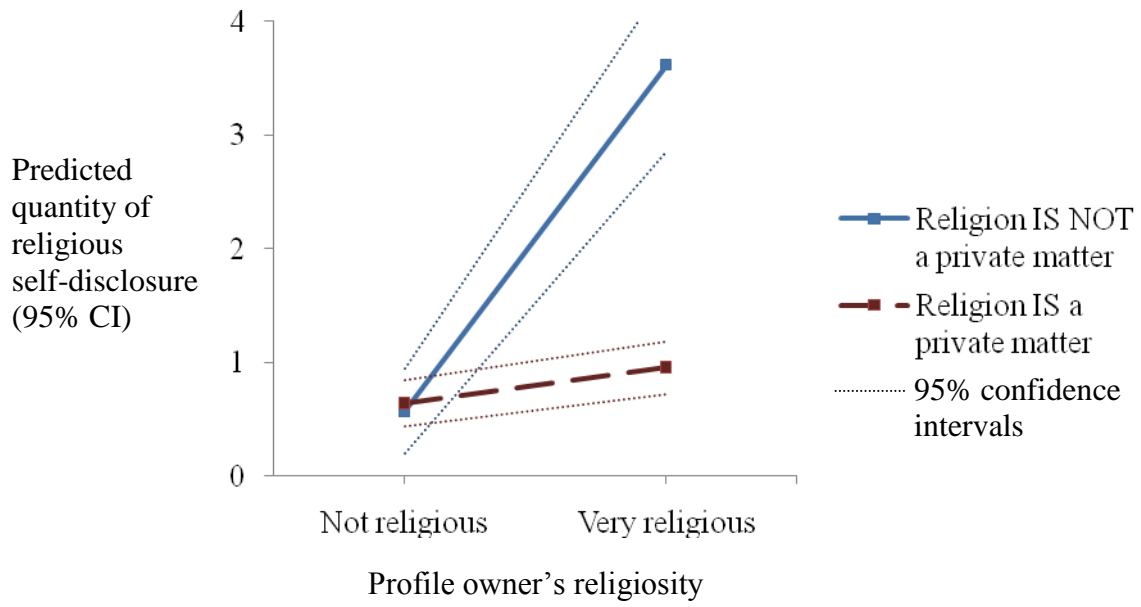 Predicted
quantity of
religious
self-disclosure
(95% CI)
4
3
2
1
0
Not religious
Very religious
Profile owner’s religiosity
Religion IS NOT
a private matter
Religion IS a
private matter
95% confidence
intervals